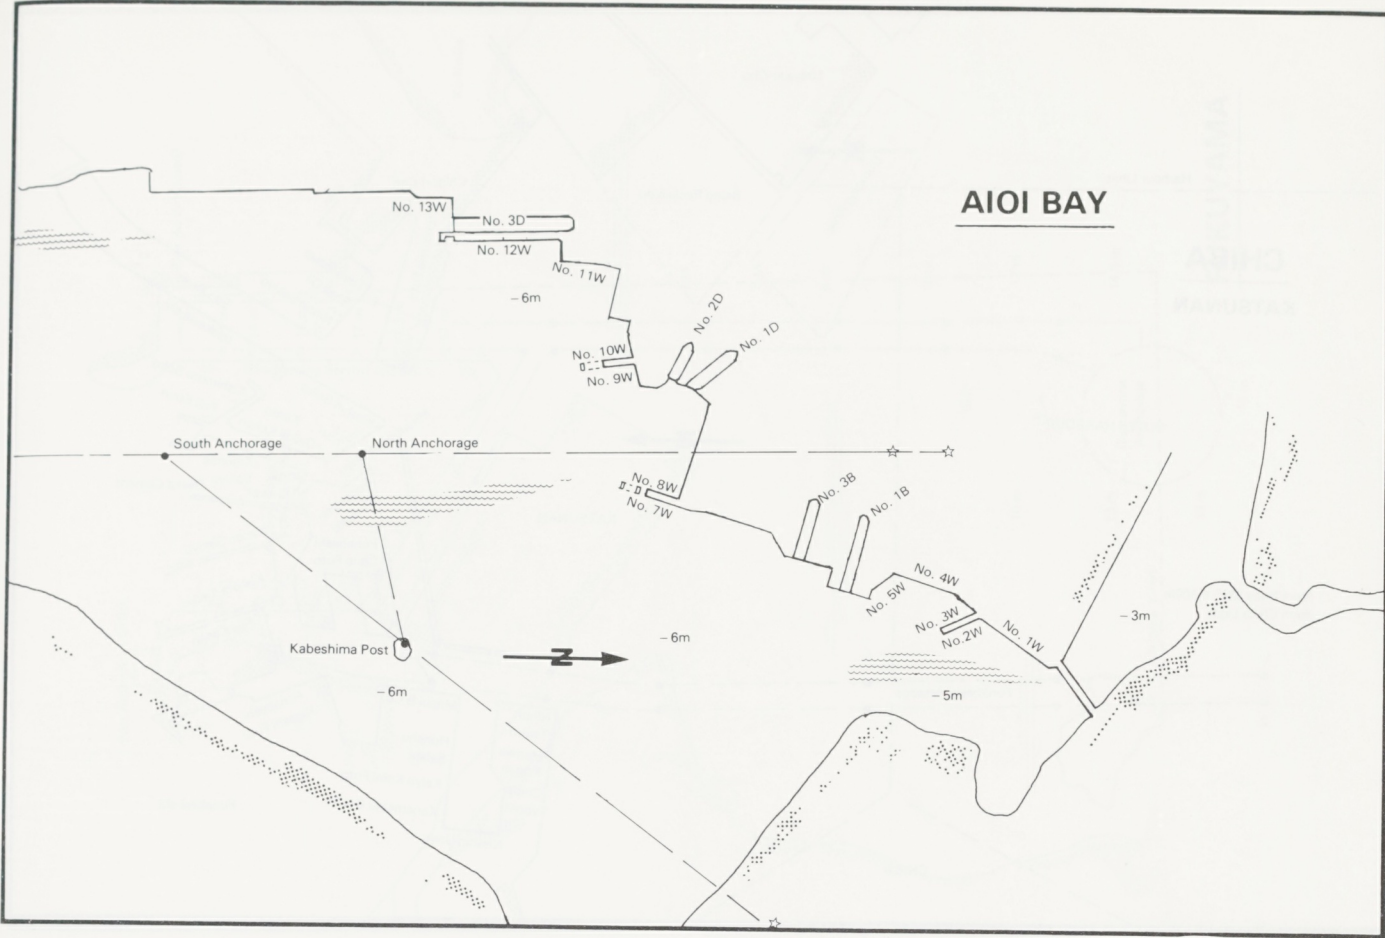 AIOI BAY
No. 13W
No. 3D
No. 12W
No. 11W
–6m
No. 2D
No. 1D
No. 10W
No. 9W
South Anchorage
North Anchorage
No. 8W
No. 7W
No. 3B
No. 1B
No. 4W
No. 5W
No. 3W
No.2W
No. 1W
–3m
–6m
Kabeshima Post
N
–6m
–5m